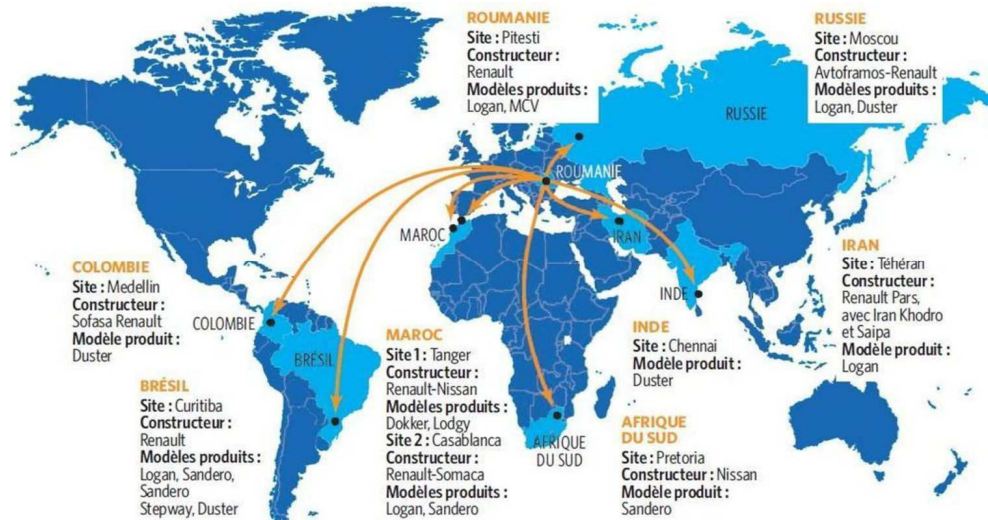 ROUMANIE
Site : Pitesti
Constructeur :
Renault
Modèles produits :
Logan, MCV
RUSSIE
Site : Moscou
Constructeur :
Avtoframos-Renault
Modèles produits :
Logan, Duster
RUSSIE
ROUMANIE
MAROC
IRAN
INDE
COLOMBIE
BRÉSIL
AFRIQUE
DU SUD
COLOMBIE
Site : Medellin
Constructeur :
Sofasa Renault
Modèle produit :
Duster
BRÉSIL
Site : Curitiba
Constructeur :
Renault
Modèles produits :
Logan, Sandero,
Sandero
Stepway, Duster
MAROC
Site 1 : Tanger
Constructeur :
Renault-Nissan
Modèles produits :
Dokker, Lodgy
Site 2 : Casablanca
Constructeur :
Renault-Somaca
Modèles produits :
Logan, Sandero
INDE
Site : Chennai
Modèle produit :
Duster
AFRIQUE
DU SUD
Site : Pretoria
Constructeur : Nissan
Modèle produit :
Sandero
IRAN
Site : Téhéran
Constructeur :
Renault Pars,
avec Iran Khodro
et Saipa
Modèle produit :
Logan